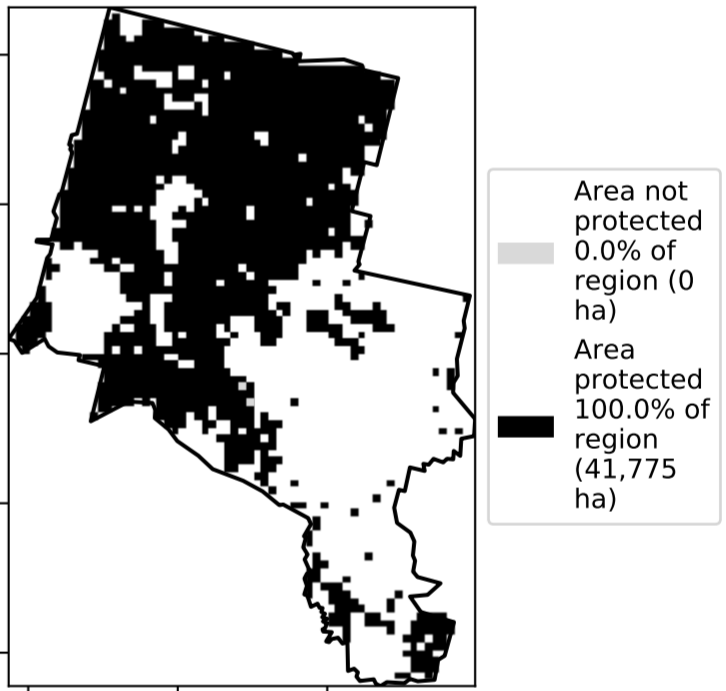 Area not
protected
0.0% of
region (0
ha)
Area
protected
100.0% of
region
(41,775
ha)